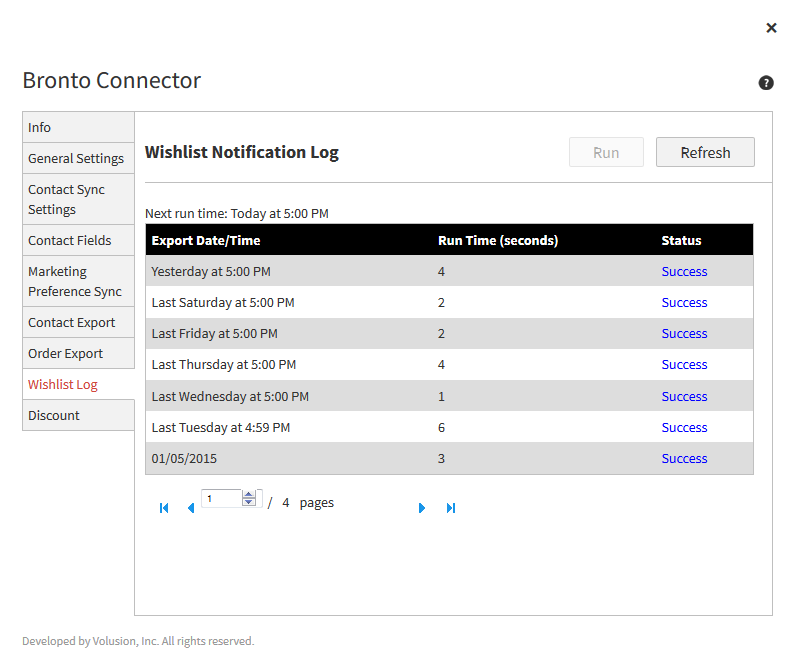 Bronto Connector
Info
General Settings
Contact Sync
Settings
Contact Fields
Marketing
Preference Sync
Contact Export
Order Export
Wishlist Log
Discount
Wishlist Notification Log
Run
Refresh
Next run time: Today at 5:00 PM
Export Date/Time Run Time (seconds) Status
Yesterday at 5:00 PM 4 Success
Last Saturday at 5:00 PM 2 Success
Last Friday at 5:00 PM 2 Success
Last Thursday at 5:00 PM 4 Success
Last Wednesday at 5:00 PM 1 Success
Last Tuesday at 4:59 PM 6 Success
01/05/2015 3 Success
1 / 4 pages
Developed by Volusion, Inc. All rights reserved.